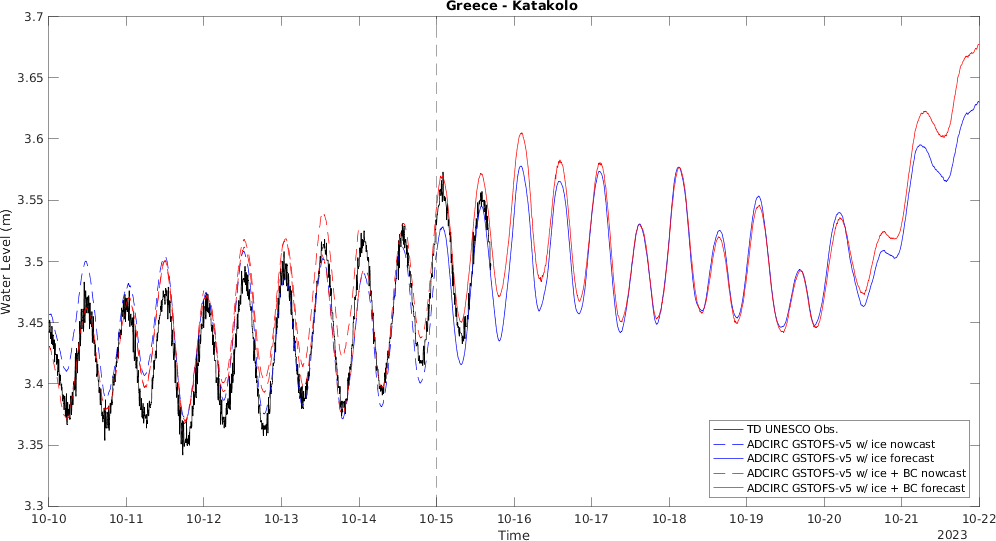 Greece - Katakolo
3.7
3.65
3.6
3.55
3.5
3.45
3.4
3.35
3.3
Water Level (m)
TD UNESCO Obs.
ADCIRC GSTOFS-v5 w/ ice nowcast
ADCIRC GSTOFS-v5 w/ ice forecast
ADCIRC GSTOFS-v5 w/ ice + BC nowcast
ADCIRC GSTOFS-v5 w/ ice + BC forecast
10-10 10-11 10-12 10-13 10-14 10-15 10-16 10-17 10-18 10-19 10-20 10-21 10-22
Time
2023